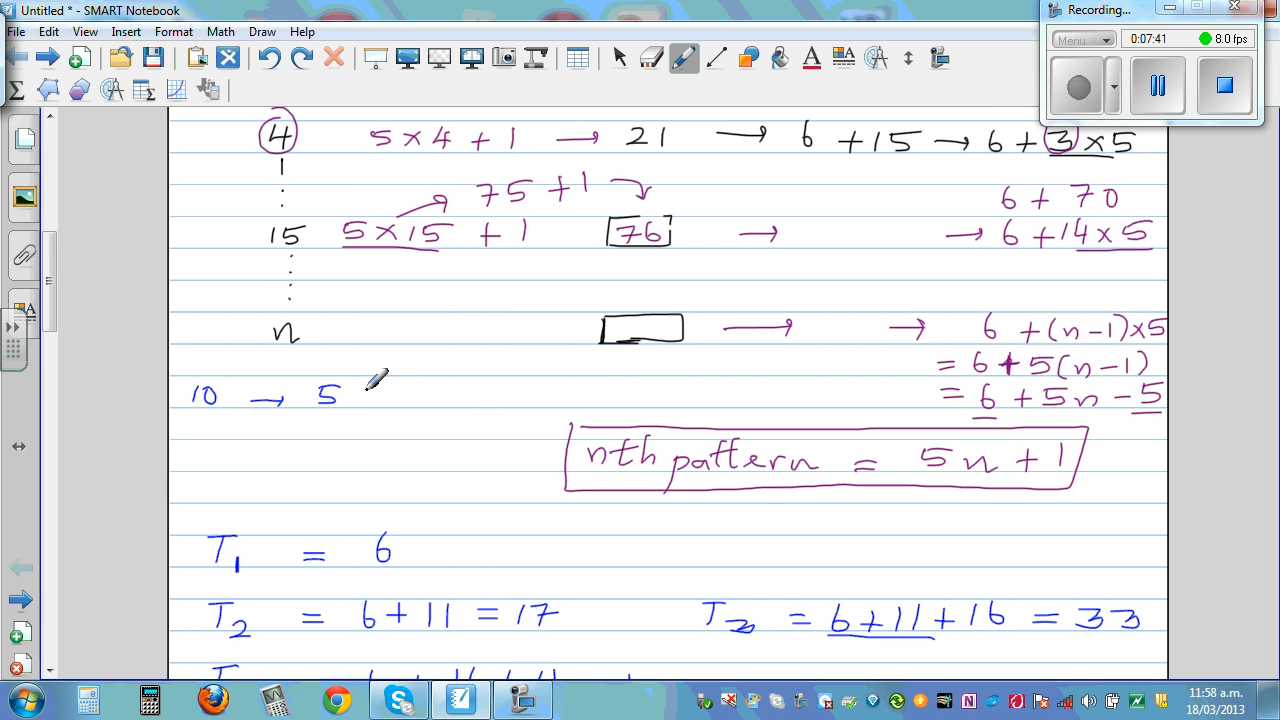 Untitled * - SMART Notebook
Recording...
File Edit View Insert Format Math Draw Help
Menu 0:07:41 8.0 fps
4 5 × 4 + 1 → 21 → 6 + 15 → 6 + 3 × 5
75 + 1 6 + 70
15 5 × 15 + 1 76 → → 6 + 14 × 5
n → → 6 + (n - 1) × 5
= 6 + 5(n - 1)
10 → 5 = 6 + 5n - 5
nth pattern = 5n + 1
T1 = 6
T2 = 6 + 11 = 17 T3 = 6 + 11 + 16 = 33
11:58 a.m.
18/03/2013